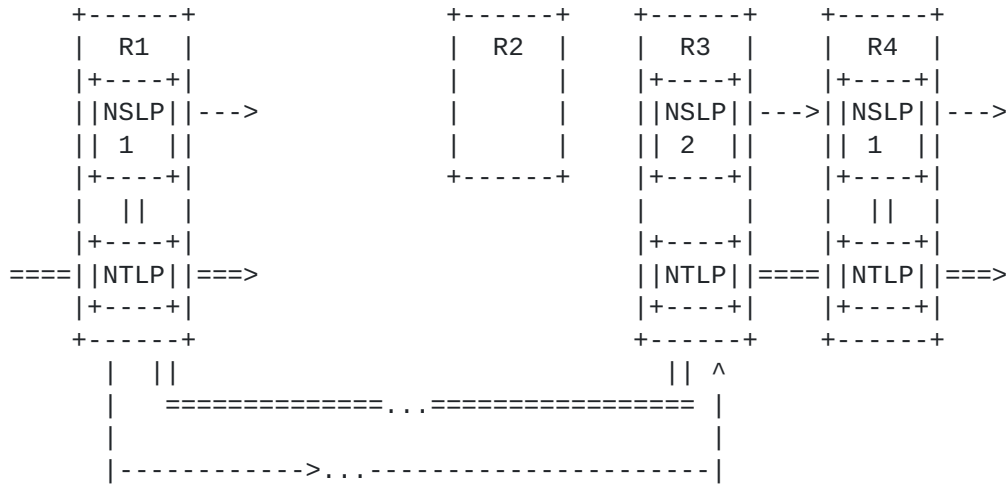 +------+                      +------+     +------+    +------+
      |  R1  |                      |  R2  |     |  R3  |    |  R4  |
      |+----+|                      |      |     |+----+|    |+----+|
      ||NSLP||--->                  |      |     ||NSLP||--->||NSLP||--->
      || 1  ||                      |      |     || 2  ||    || 1  ||
      |+----+|                      +------+     |+----+|    |+----+|
      |  ||  |                                   |      |    |  ||  |
      |+----+|                                   |+----+|    |+----+|
  ====||NTLP||===>                               ||NTLP||====||NTLP||===>
      |+----+|                                   |+----+|    |+----+|
      +------+                                   +------+    +------+
        |  ||                                      || ^
        |   ==============...================= |
        |                                      |
        |------------>...----------------------|